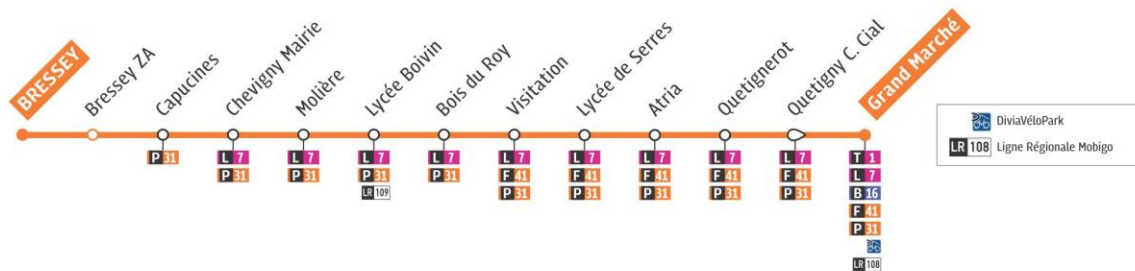 BRESSEY
Bressey ZA
Capucines
P 31
Chevigny Mairie
L 7
P 31
Molière
L 7
P 31
Lycée Boivin
L 7
P 31
LR 109
Bois du Roy
L 7
P 31
Visitation
L 7
F 41
P 31
Lycée de Serres
L 7
F 41
P 31
Atria
L 7
F 41
P 31
Quetignerot
L 7
F 41
P 31
Quetigny C. Cial
L 7
F 41
P 31
Grand Marché
T 1
L 7
B 16
F 41
P 31
LR 108
DiviaVéloPark
LR 108 Ligne Régionale Mobigo